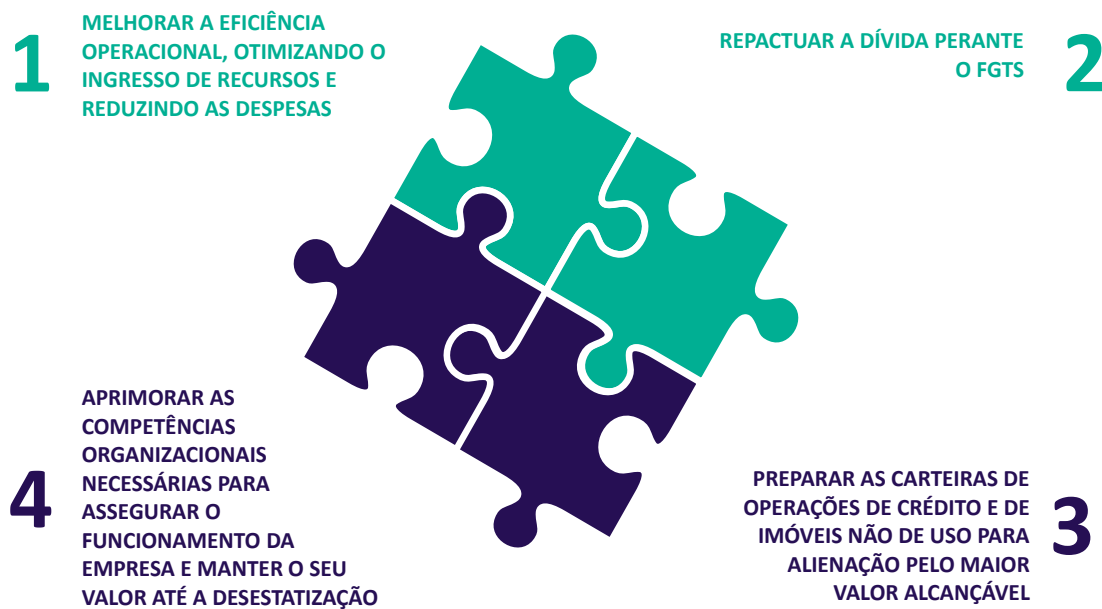 1
MELHORAR A EFICIÊNCIA
OPERACIONAL, OTIMIZANDO O
INGRESSO DE RECURSOS E
REDUZINDO AS DESPESAS
2
REPACTUAR A DÍVIDA PERANTE
O FGTS
3
PREPARAR AS CARTEIRAS DE
OPERAÇÕES DE CRÉDITO E DE
IMÓVEIS NÃO DE USO PARA
ALIENAÇÃO PELO MAIOR
VALOR ALCANÇÁVEL
4
APRIMORAR AS
COMPETÊNCIAS
ORGANIZACIONAIS
NECESSÁRIAS PARA
ASSEGURAR O
FUNCIONAMENTO DA
EMPRESA E MANTER O SEU
VALOR ATÉ A DESESTATIZAÇÃO